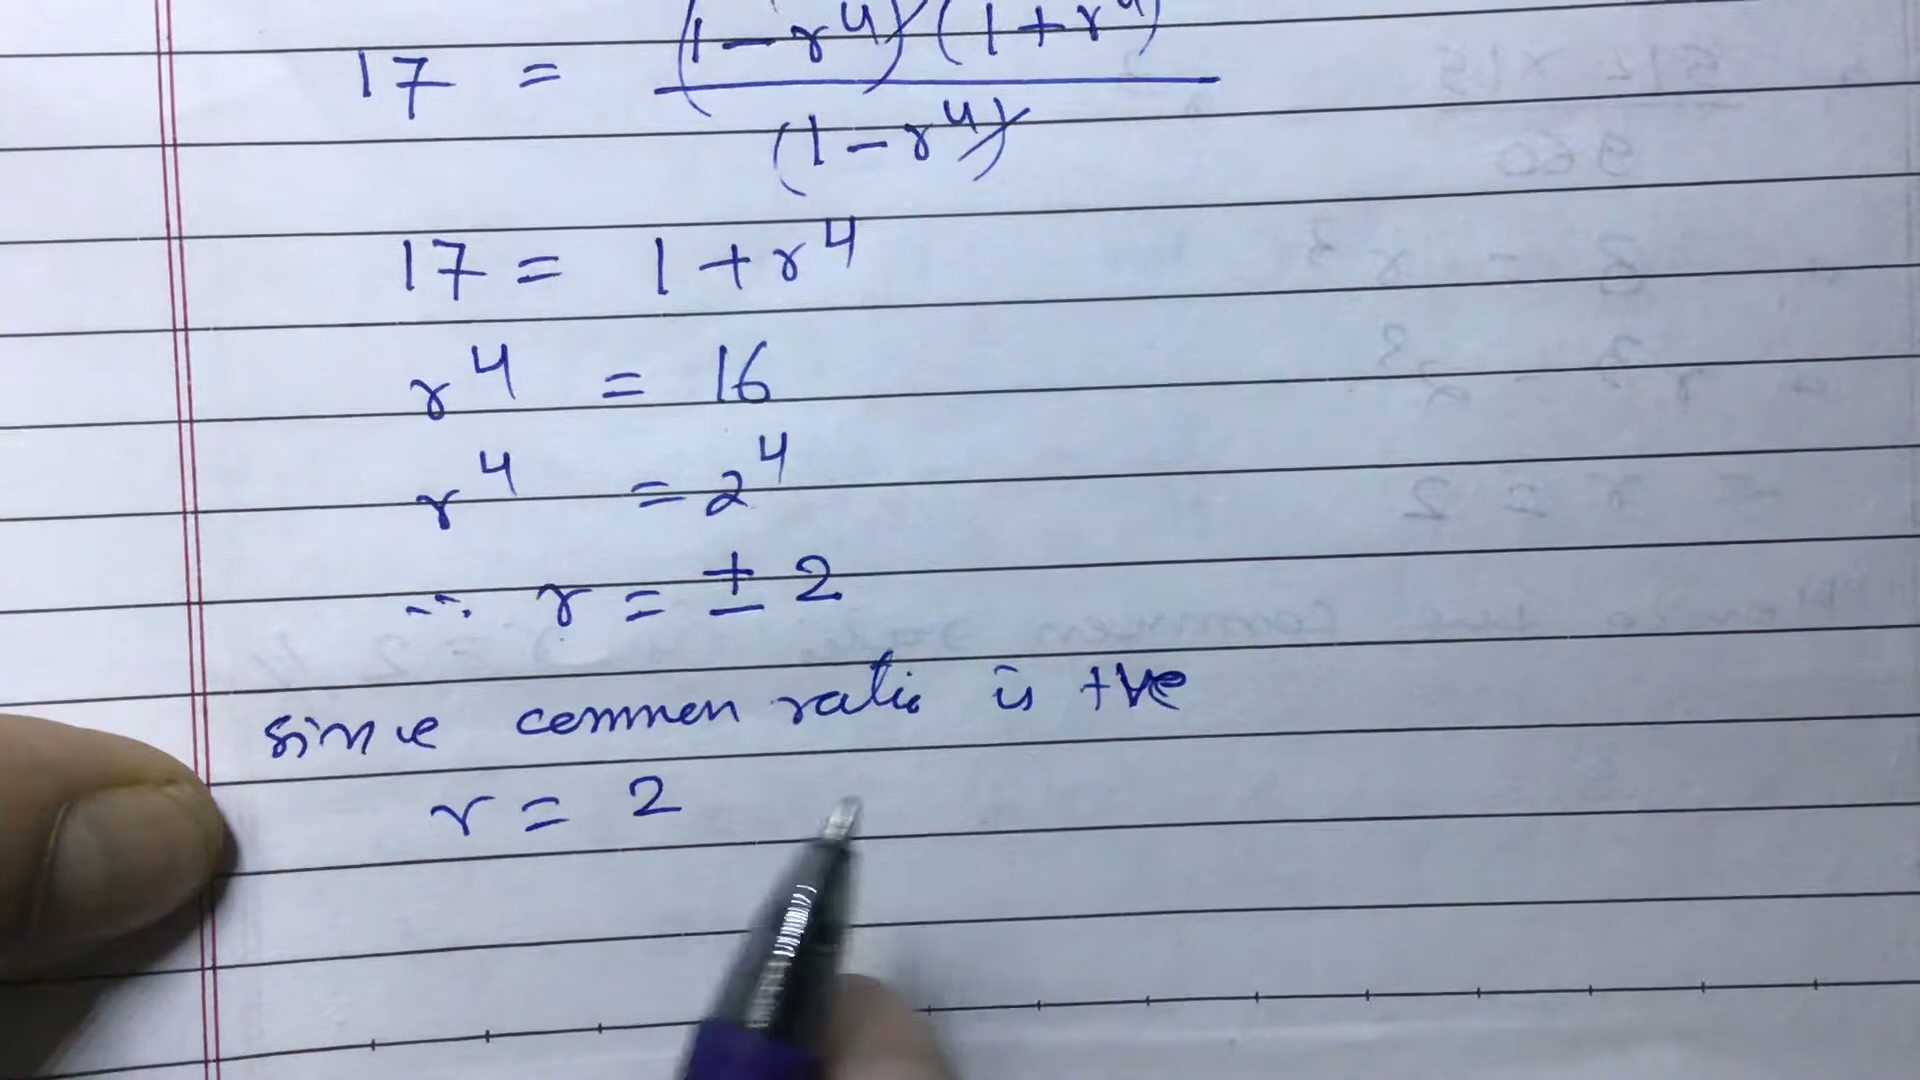 17 = (1-r⁴)(1+r⁴)
(1-r⁴)
17 = 1+r⁴
r⁴ = 16
r⁴ = 2⁴
∴ r = ± 2
since common ratio is +ve
r = 2